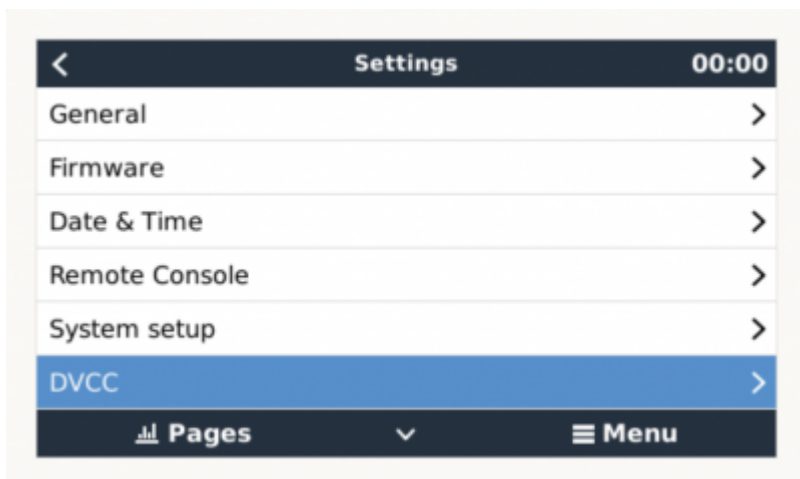 Settings 00:00
General
Firmware
Date & Time
Remote Console
System setup
DVCC
Pages Menu